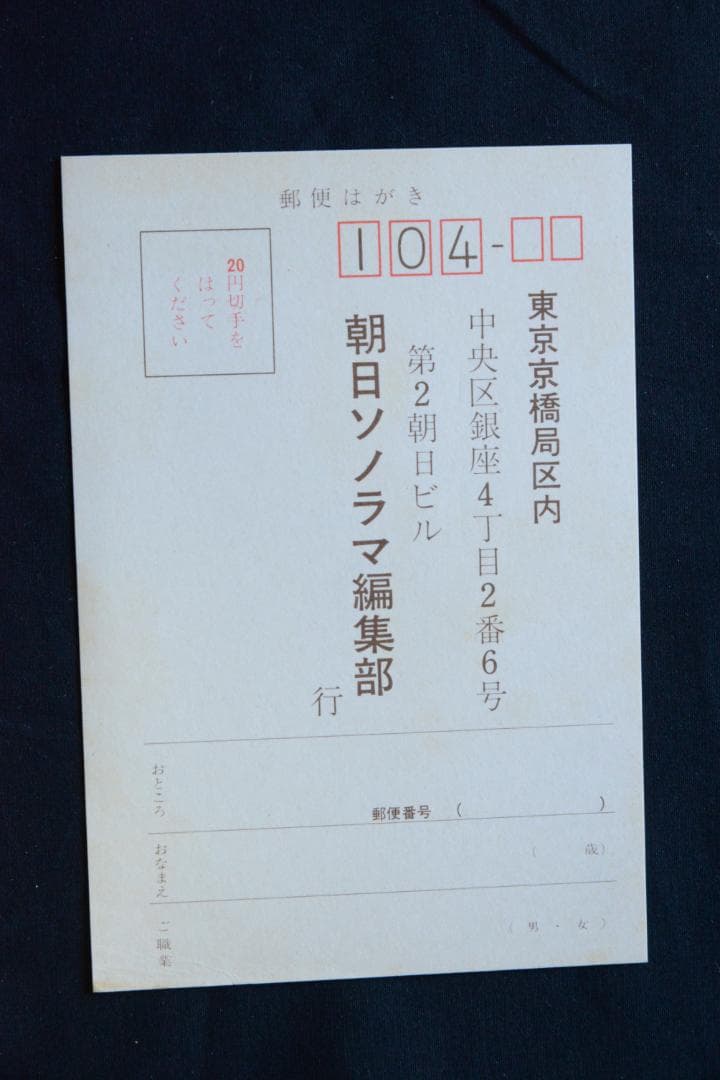 郵便はがき
104-
東京京橋局区内
中央区銀座4丁目2番6号
第2朝日ビル
朝日ソノラマ編集部
行
20円切手を
はって
ください
おところ
郵便番号 ( )
おなまえ
( 歳)
ご職業
(男・女)